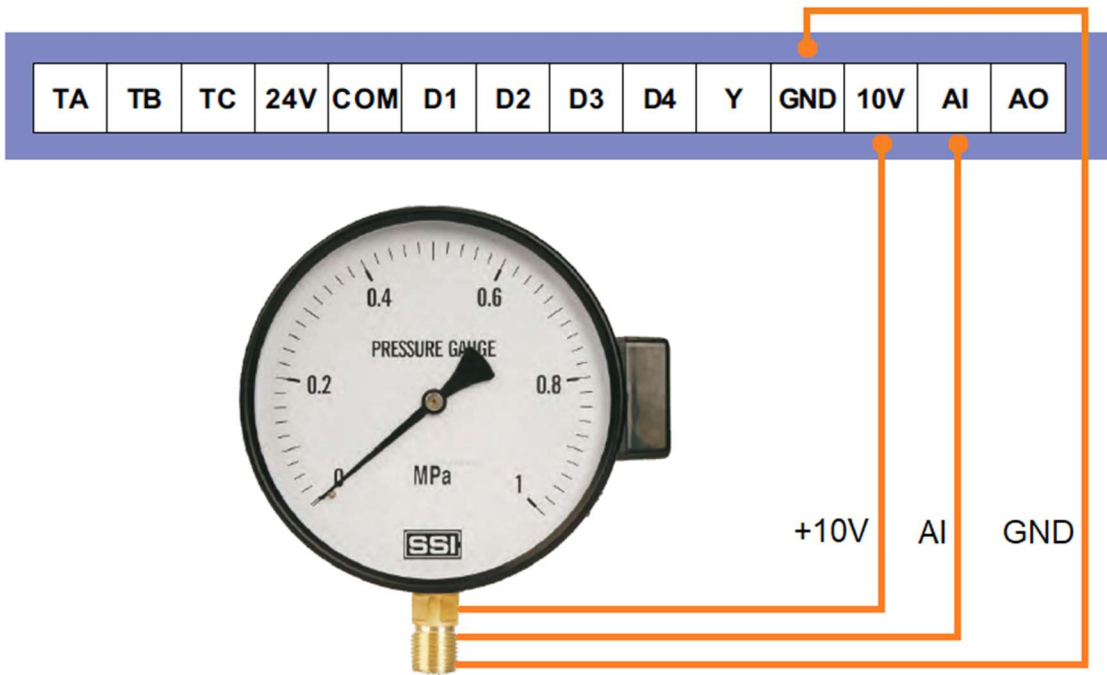 TA TB TC 24V COM D1 D2 D3 D4 Y GND 10V AI AO
0.4 0.6
PRESSURE GAUGE
0.2 0.8
0 MPa 1
SSI
+10V AI GND